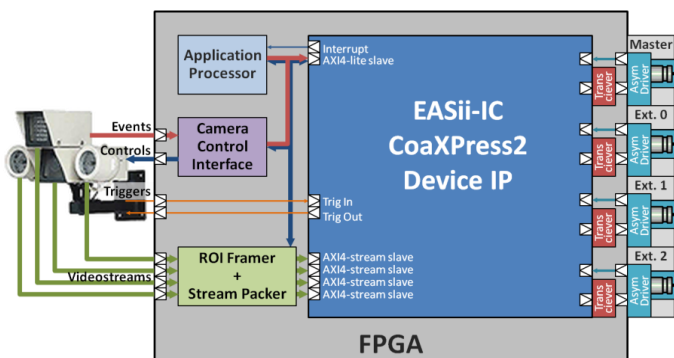 Application
Processor
Interrupt
AXI4-lite slave
EASii-IC
CoaXPress2
Device IP
Master
Trans
ciever
Asym
Driver
Events
Controls
Camera
Control
Interface
Ext. 0
Trans
ciever
Asym
Driver
Triggers
Trig In
Trig Out
Ext. 1
Trans
ciever
Asym
Driver
Videostreams
ROI Framer
+
Stream Packer
AXI4-stream slave
AXI4-stream slave
AXI4-stream slave
AXI4-stream slave
Ext. 2
Trans
ciever
Asym
Driver
FPGA